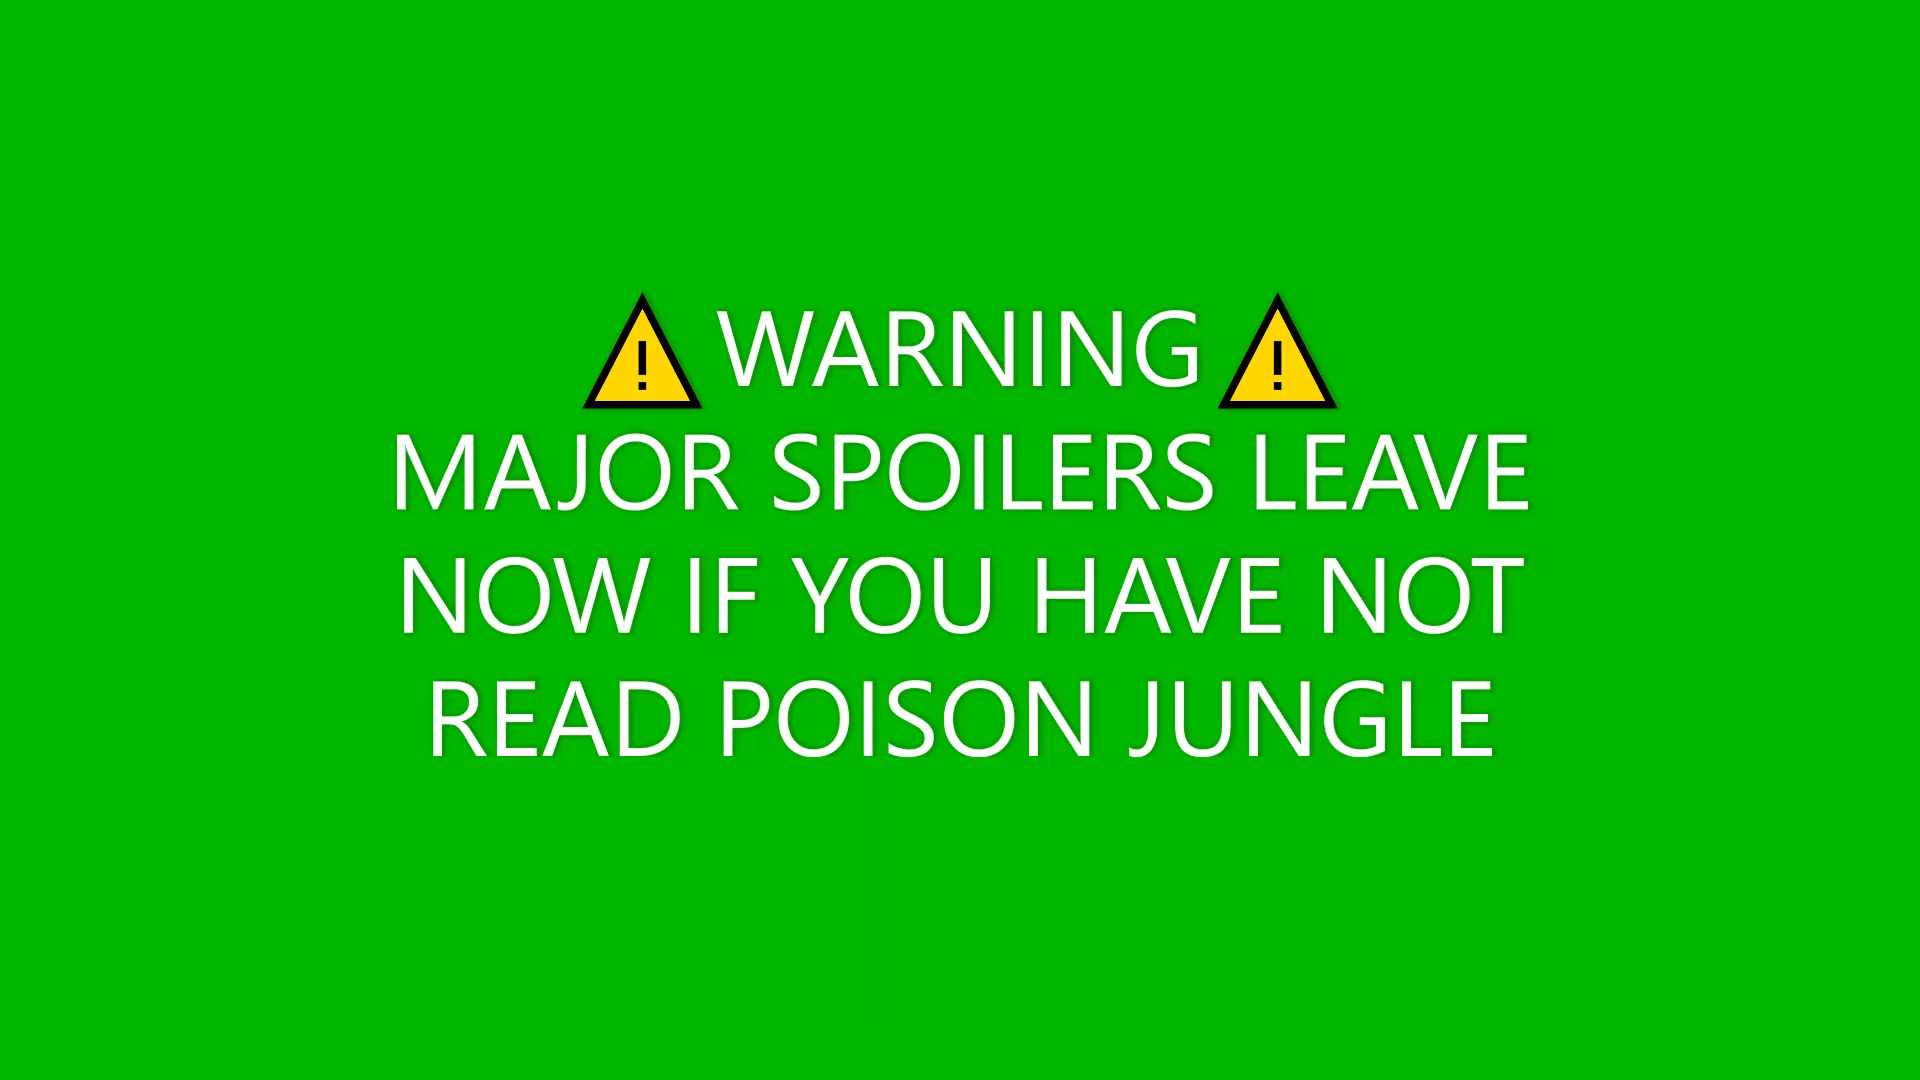 ⚠ WARNING ⚠
MAJOR SPOILERS LEAVE
NOW IF YOU HAVE NOT
READ POISON JUNGLE